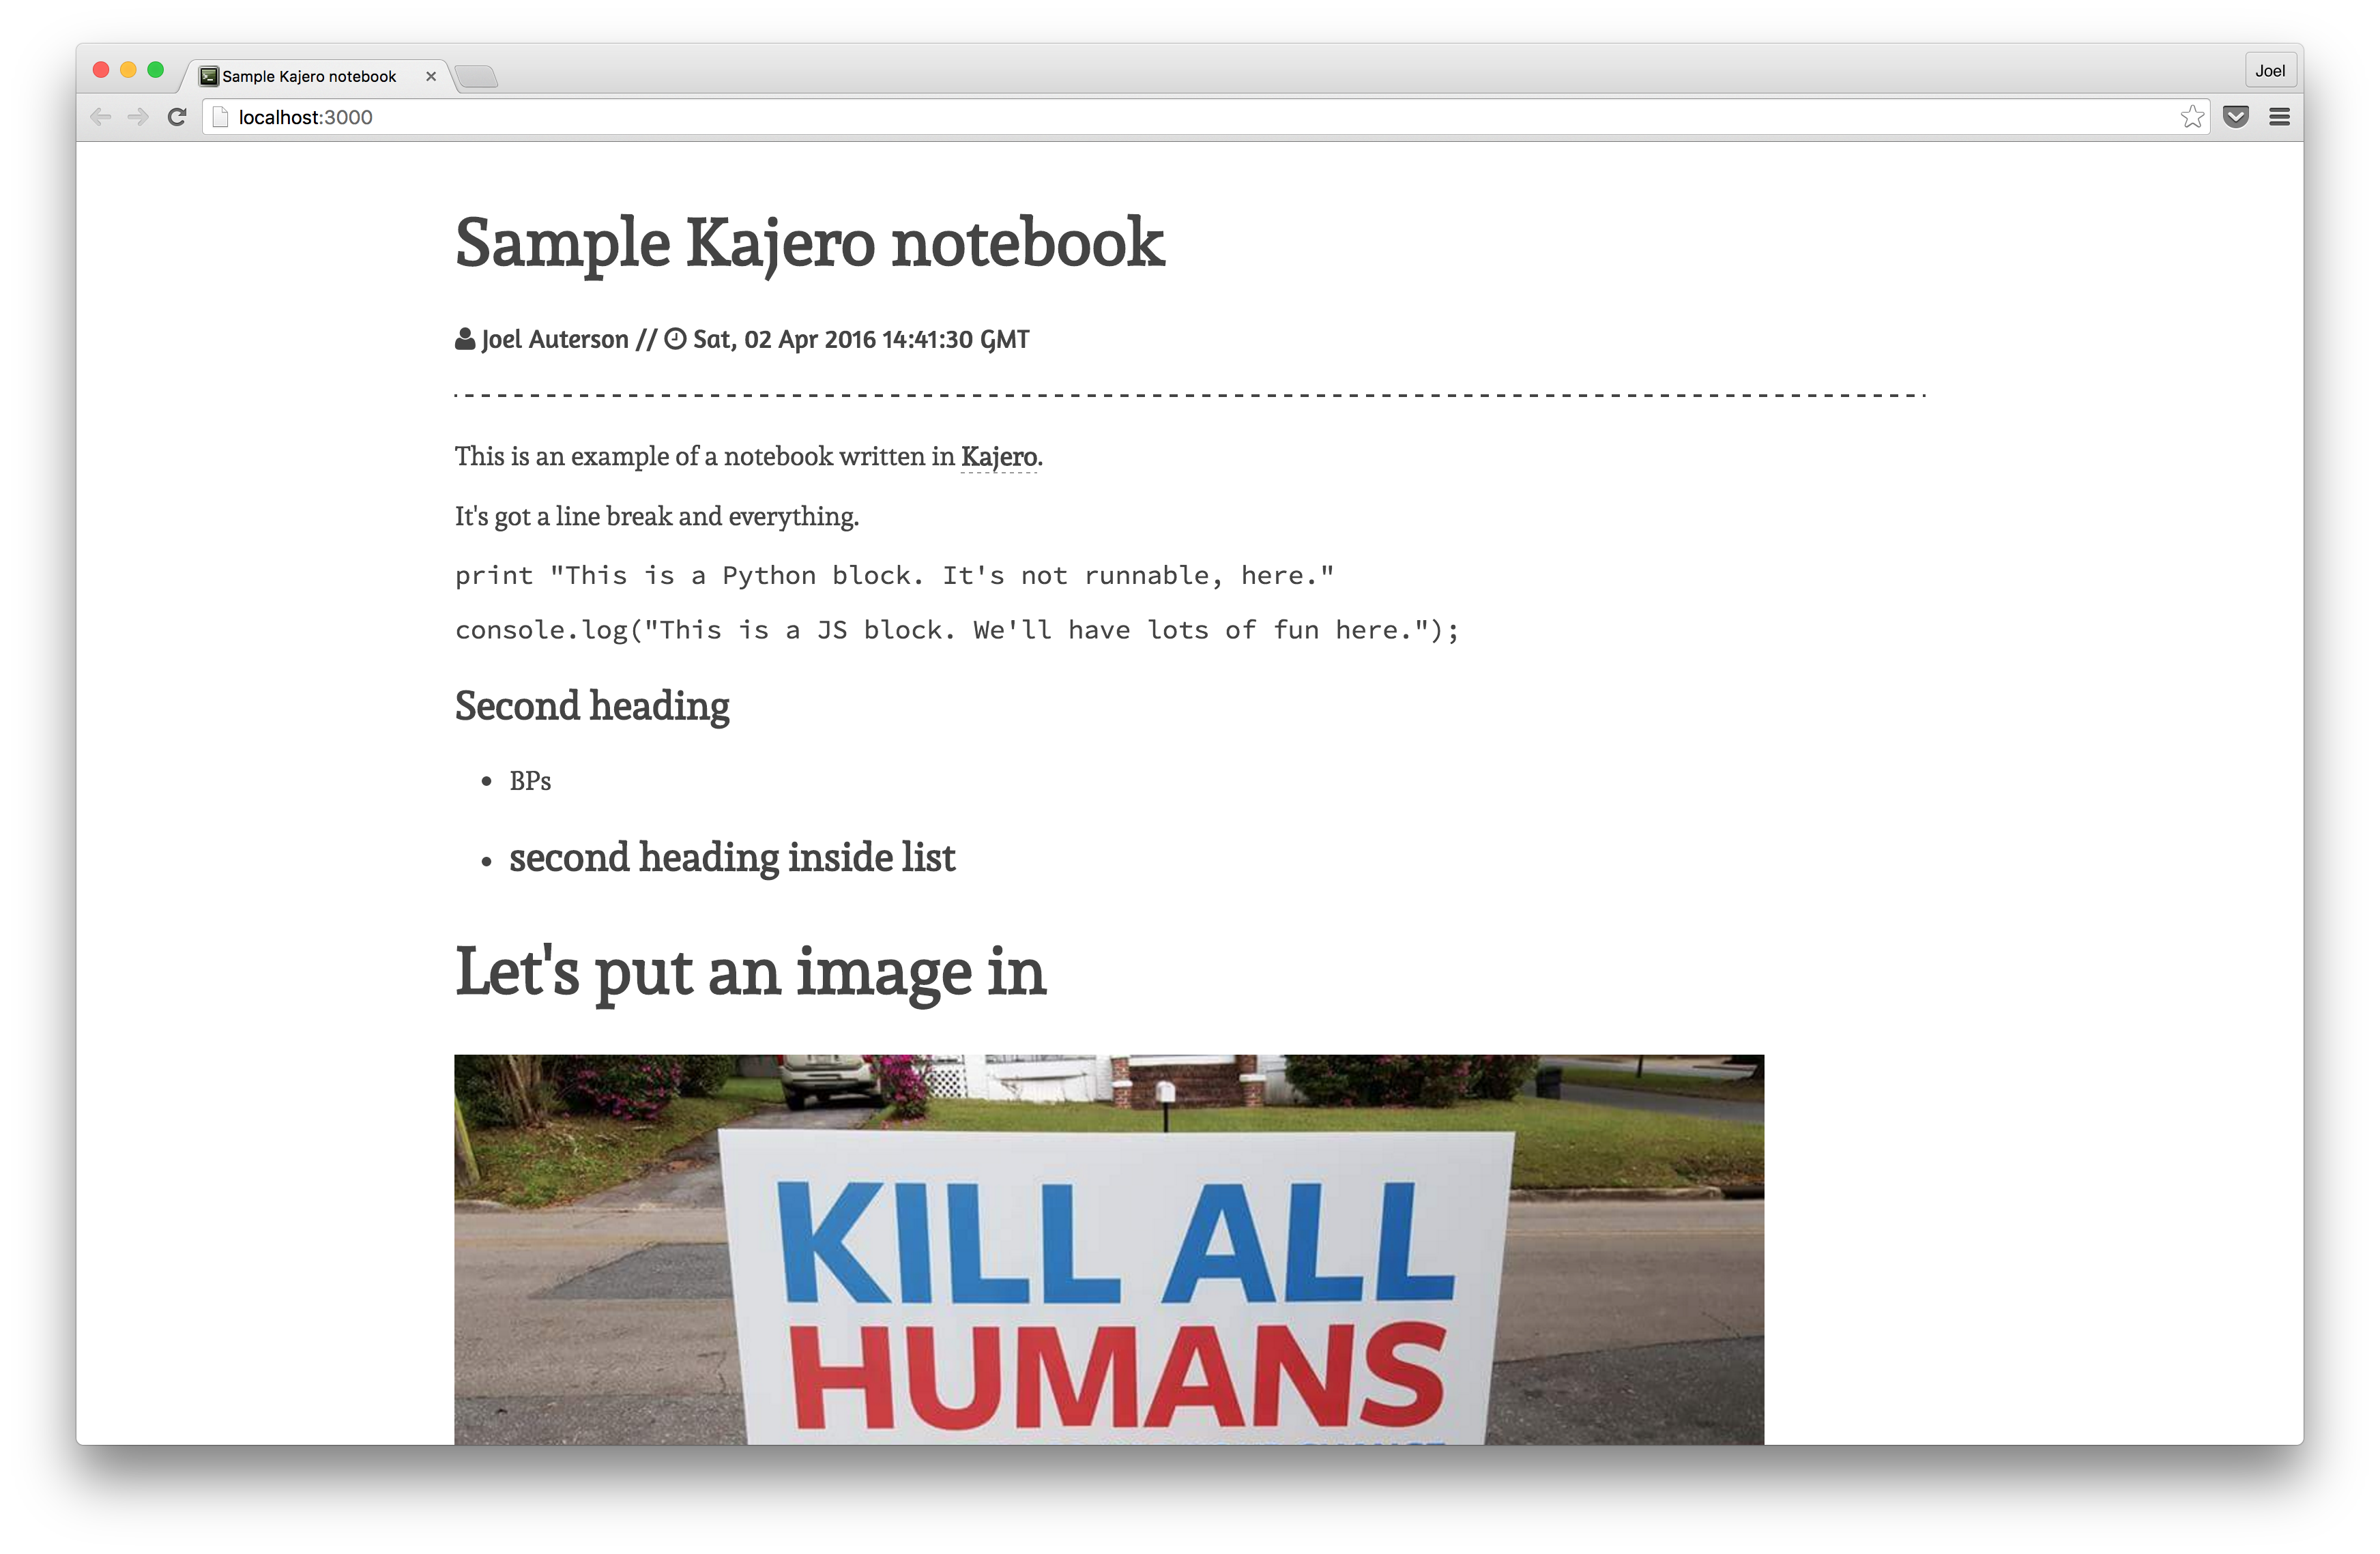 Sample Kajero notebook
Joel
localhost:3000
Sample Kajero notebook
Joel Auterson // Sat, 02 Apr 2016 14:41:30 GMT
This is an example of a notebook written in Kajero.
It's got a line break and everything.
print "This is a Python block. It's not runnable, here."
console.log("This is a JS block. We'll have lots of fun here.");
Second heading
• BPs
• second heading inside list
Let's put an image in
KILL ALL
HUMANS